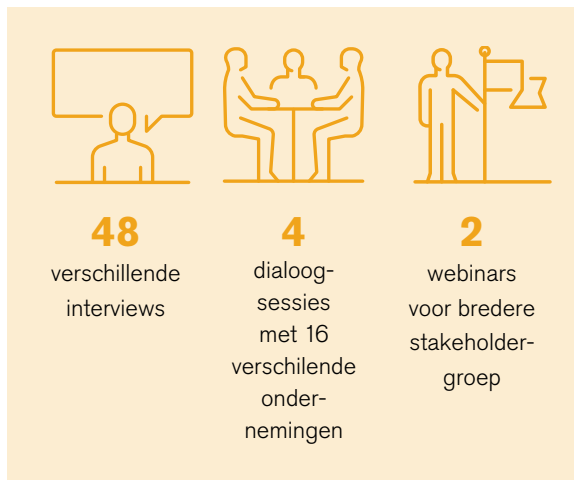 48
verschillende
interviews
4
dialoog-
sessies
met 16
verschilende
onder-
nemingen
2
webinars
voor bredere
stakeholder-
groep